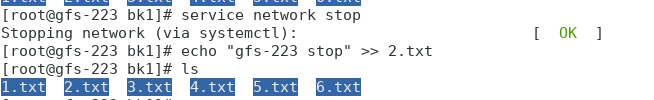 [root@gfs-223 bk1]# service network stop
Stopping network (via systemctl):                          [  OK  ]
[root@gfs-223 bk1]# echo "gfs-223 stop" >> 2.txt
[root@gfs-223 bk1]# ls
1.txt  2.txt  3.txt  4.txt  5.txt  6.txt